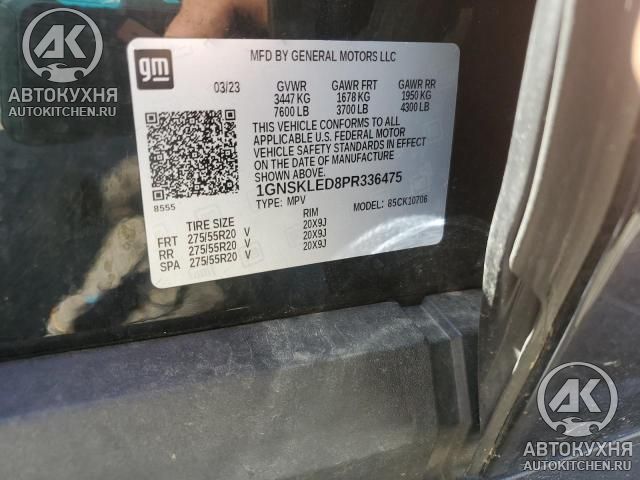 AK
АВТОКУХНЯ
AUTOKITCHEN.RU
gm
MFD BY GENERAL MOTORS LLC
03/23 GVWR GAWR FRT GAWR RR
3447 KG 1678 KG 1950 KG
7600 LB 3700 LB 4300 LB
THIS VEHICLE CONFORMS TO ALL
APPLICABLE U.S. FEDERAL MOTOR
VEHICLE SAFETY STANDARDS IN
EFFECT ON THE DATE OF MANUFACTURE
SHOWN ABOVE.
1GNSKLED8PR336475
8555 TYPE: MPV MODEL: 85CK10706
TIRE SIZE RIM
FRT 275/55R20 V 20X9J
RR 275/55R20 V 20X9J
SPA 275/55R20 V 20X9J
AK
АВТОКУХНЯ
AUTOKITCHEN.RU